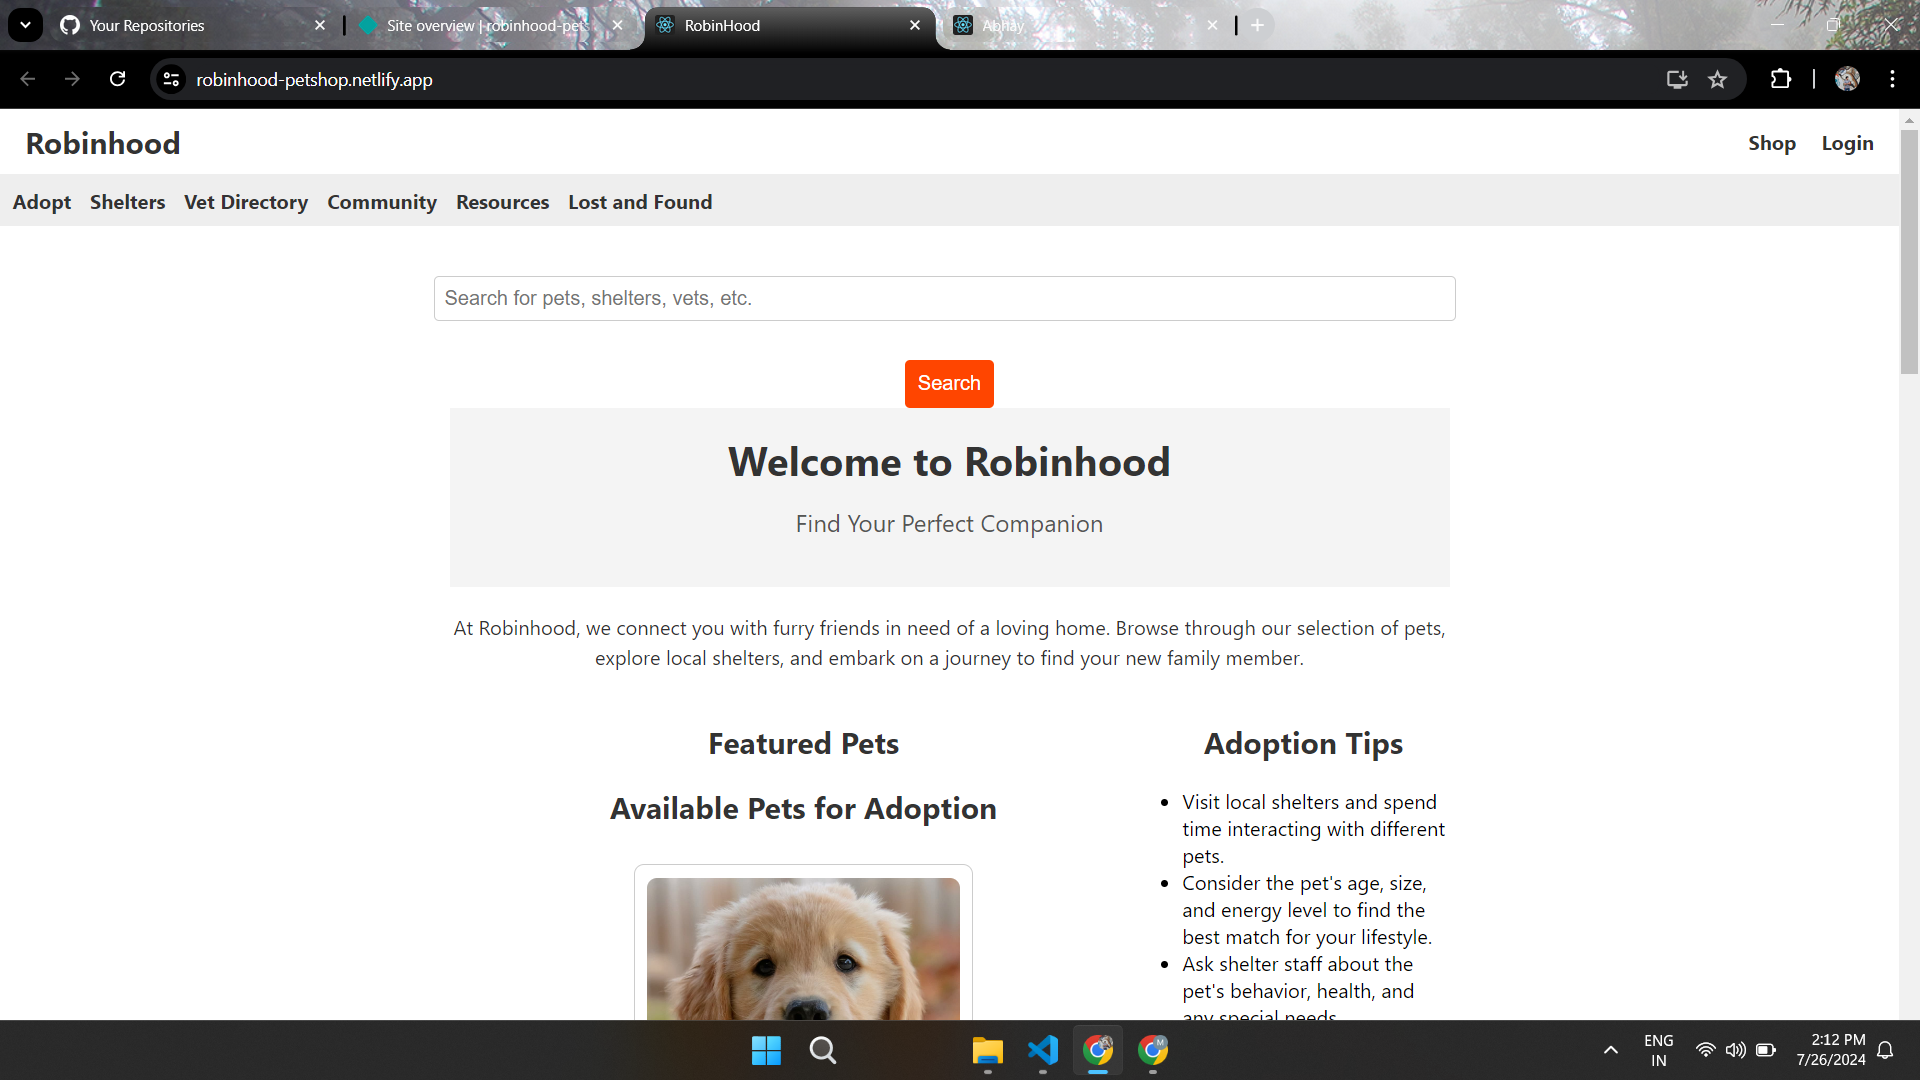 Your Repositories
Site overview | robinhood-pets
RobinHood
Abhay
robinhood-petshop.netlify.app
Robinhood
Shop
Login
Adopt
Shelters
Vet Directory
Community
Resources
Lost and Found
Search for pets, shelters, vets, etc.
Search
Welcome to Robinhood
Find Your Perfect Companion
At Robinhood, we connect you with furry friends in need of a loving home. Browse through our selection of pets,
explore local shelters, and embark on a journey to find your new family member.
Featured Pets
Available Pets for Adoption
Adoption Tips
Visit local shelters and spend
time interacting with different
pets.
Consider the pet's age, size,
and energy level to find the
best match for your lifestyle.
Ask shelter staff about the
pet's behavior, health, and
any special needs
M
ENG
IN
2:12 PM
7/26/2024